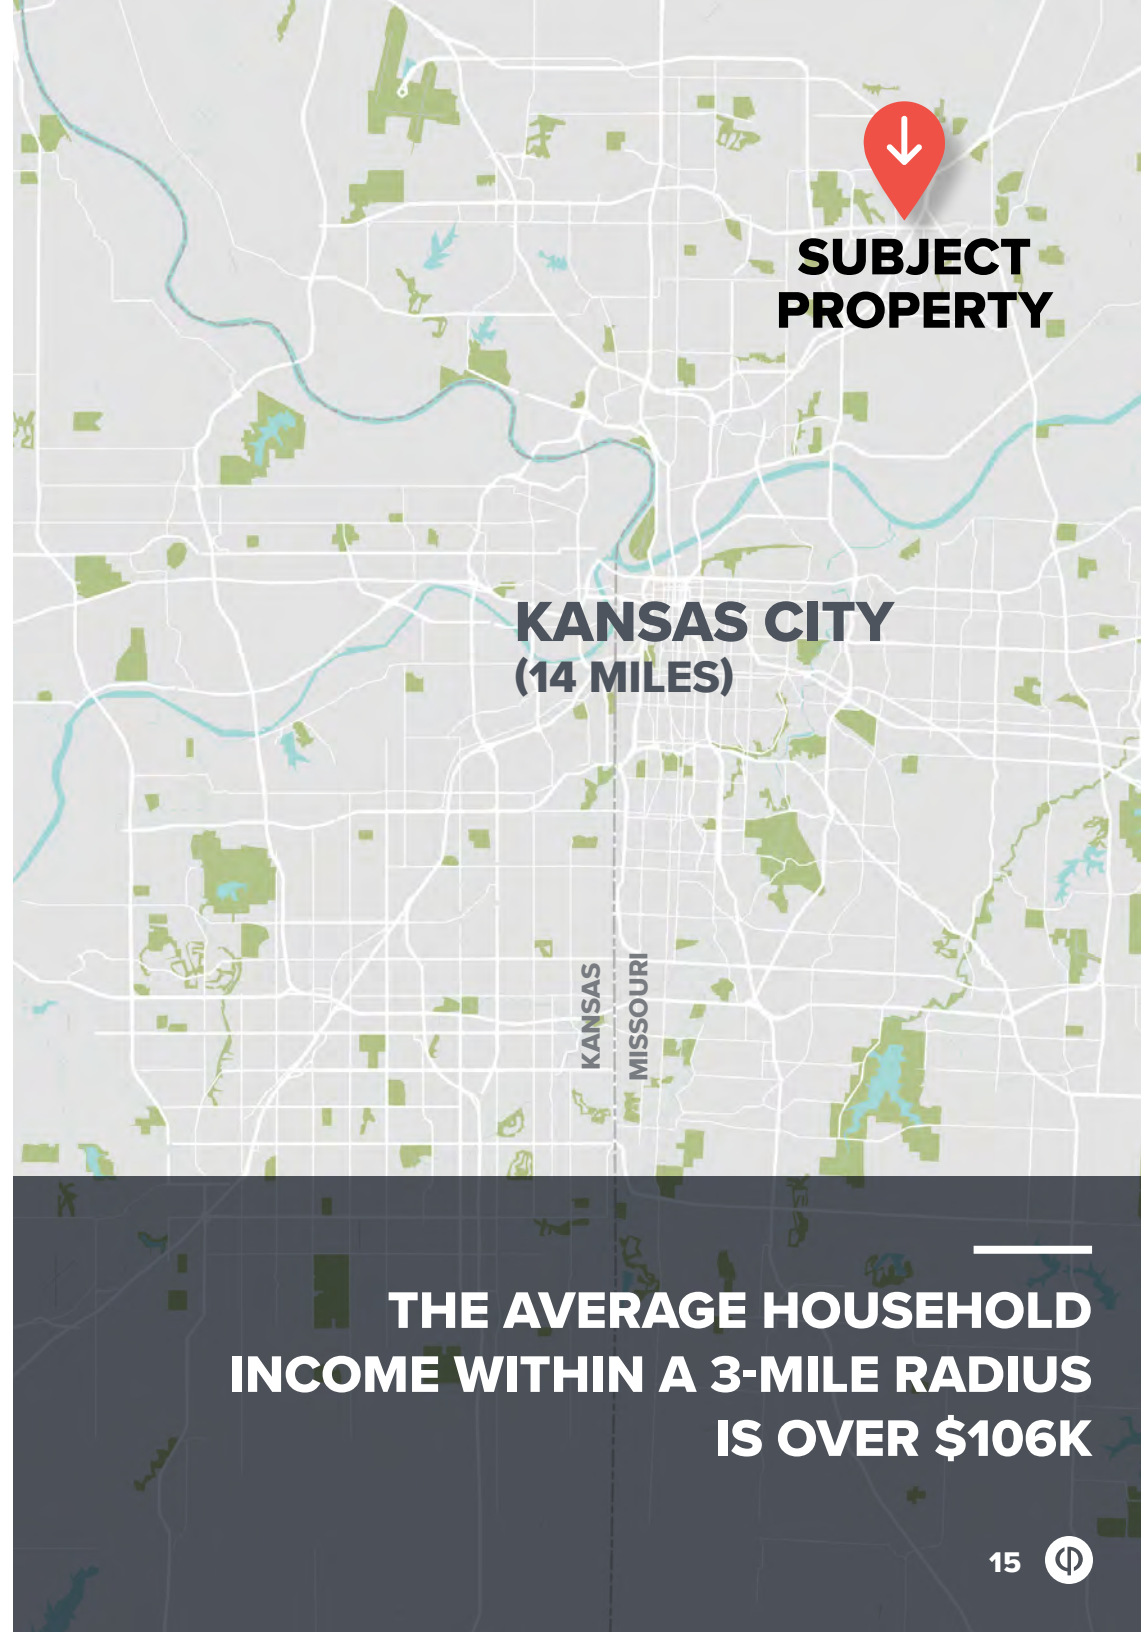 SUBJECT
PROPERTY
KANSAS CITY
(14 MILES)
KANSAS
MISSOURI
THE AVERAGE HOUSEHOLD
INCOME WITHIN A 3-MILE RADIUS
IS OVER $106K
15